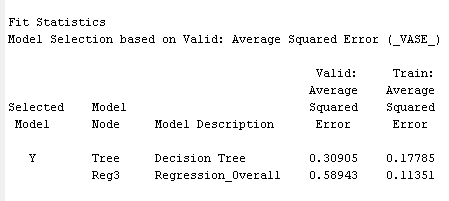 Fit Statistics
Model Selection based on Valid: Average Squared Error (_VASE_)
Valid: Train:
Average Average
Selected Model Squared Squared
Model Node Model Description Error Error
Y Tree Decision Tree 0.30905 0.17785
Reg3 Regression_Overall 0.58943 0.11351